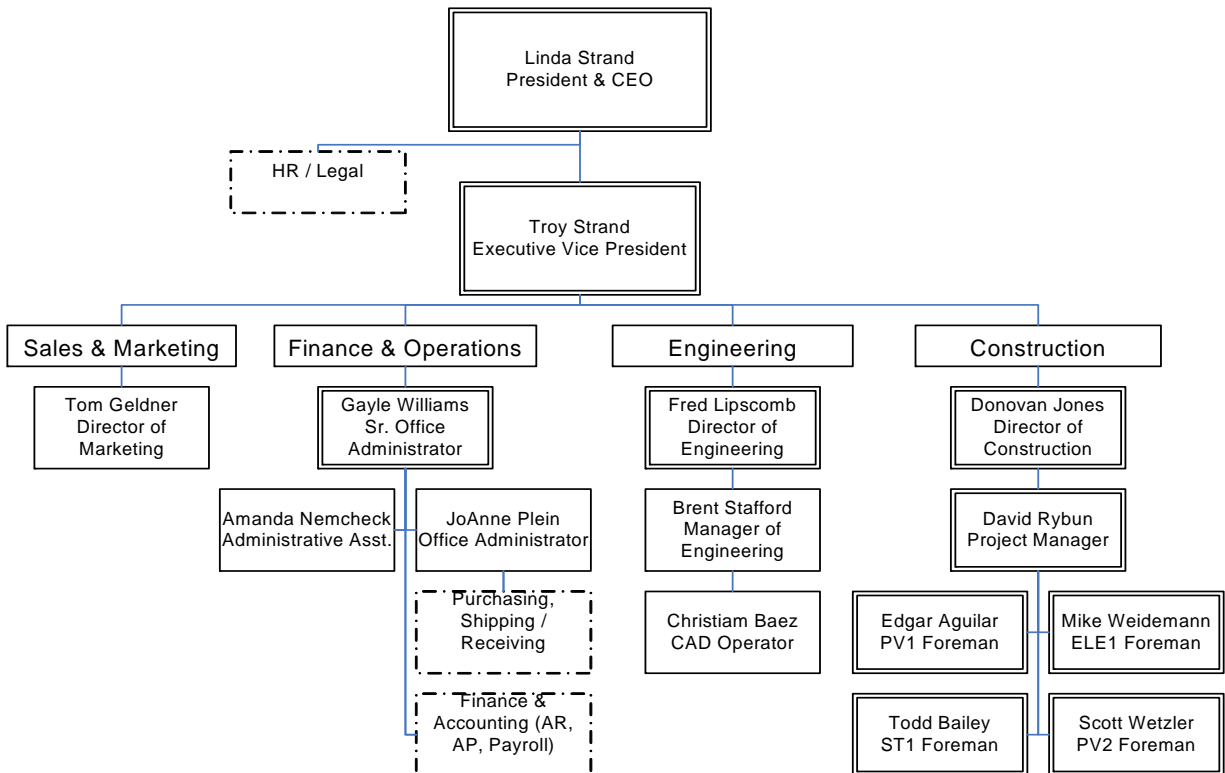 Linda Strand
President & CEO
HR / Legal
Troy Strand
Executive Vice President
Sales & Marketing
Finance & Operations
Engineering
Construction
Tom Geldner
Director of
Marketing
Gayle Williams
Sr. Office
Administrator
Fred Lipscomb
Director of
Engineering
Donovan Jones
Director of
Construction
Amanda Nemcheck
Administrative Asst.
JoAnne Plein
Office Administrator
Brent Stafford
Manager of
Engineering
David Rybun
Project Manager
Purchasing,
Shipping /
Receiving
Christiam Baez
CAD Operator
Edgar Aguilar
PV1 Foreman
Mike Weidemann
ELE1 Foreman
Finance &
Accounting (AR,
AP, Payroll)
Todd Bailey
ST1 Foreman
Scott Wetzler
PV2 Foreman